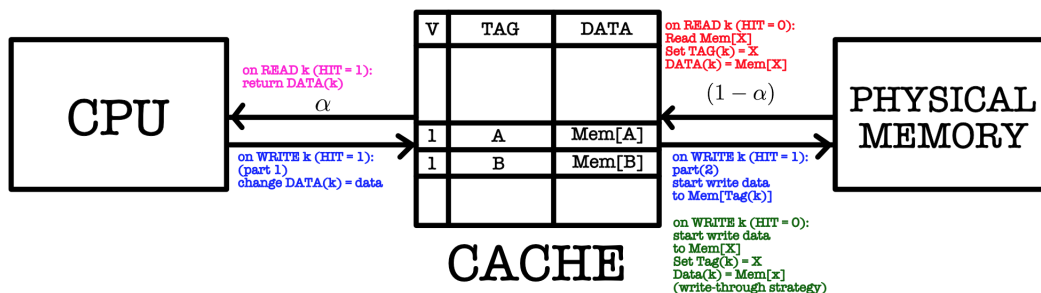 CPU
on READ k (HIT = 1):
return DATA(k)
α
on WRITE k (HIT = 1):
(part 1)
change DATA(k) = data
V TAG DATA
1 A Mem[A]
1 B Mem[B]
CACHE
on READ k (HIT = 0):
Read Mem[X]
Set TAG(k) = X
DATA(k) = Mem[X]
(1 − α)
on WRITE k (HIT = 1):
part(2)
start write data
to Mem[Tag(k)]
on WRITE k (HIT = 0):
start write data
to Mem[X]
Set Tag(k) = X
Data(k) = Mem[x]
(write-through strategy)
PHYSICAL
MEMORY